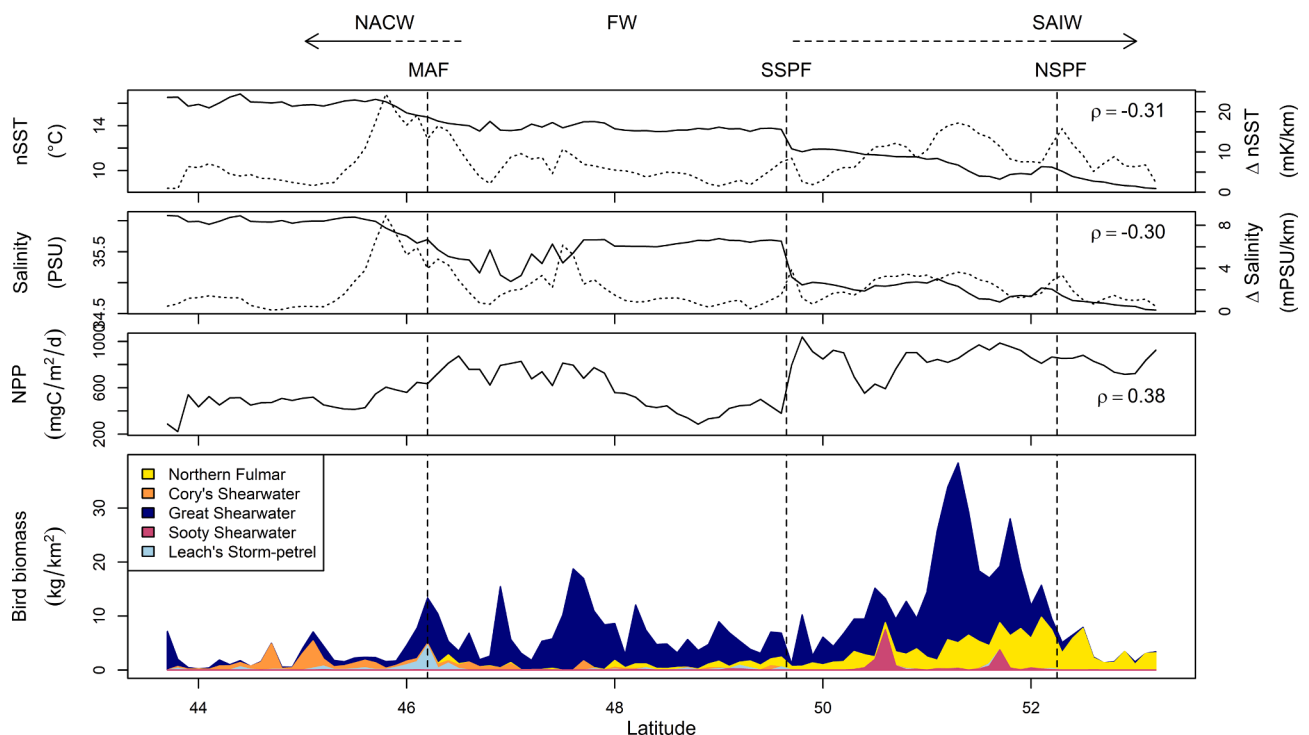 NACW FW SAIW
MAF SSPF NSPF
nSST
(°C)
10 14
ρ = -0.31
0 10 20
Δ nSST
(mK/km)
Salinity
(PSU)
34.5 35.5
ρ = -0.30
0 2 4 8
Δ Salinity
(mPSU/km)
NPP
(mgC/m²/d)
200 600 1000
ρ = 0.38
Bird biomass
(kg/km²)
0 10 20 30
Northern Fulmar
Cory's Shearwater
Great Shearwater
Sooty Shearwater
Leach's Storm-petrel
44 46 48 50 52
Latitude